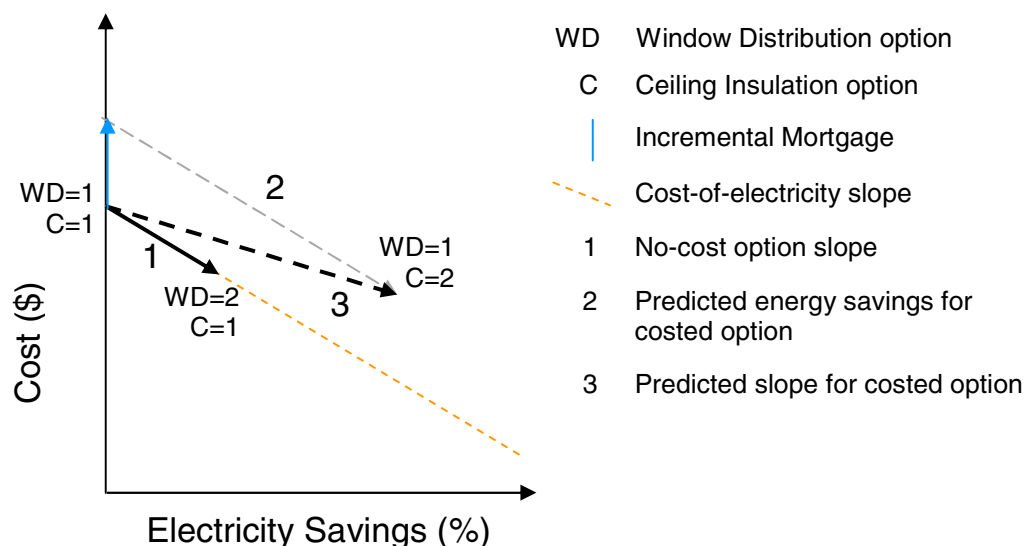 WD=1
C=1
1
WD=2
C=1
2
3
WD=1
C=2
Cost ($)
Electricity Savings (%)
WD Window Distribution option
C Ceiling Insulation option
Incremental Mortgage
Cost-of-electricity slope
1 No-cost option slope
2 Predicted energy savings for
costed option
3 Predicted slope for costed option